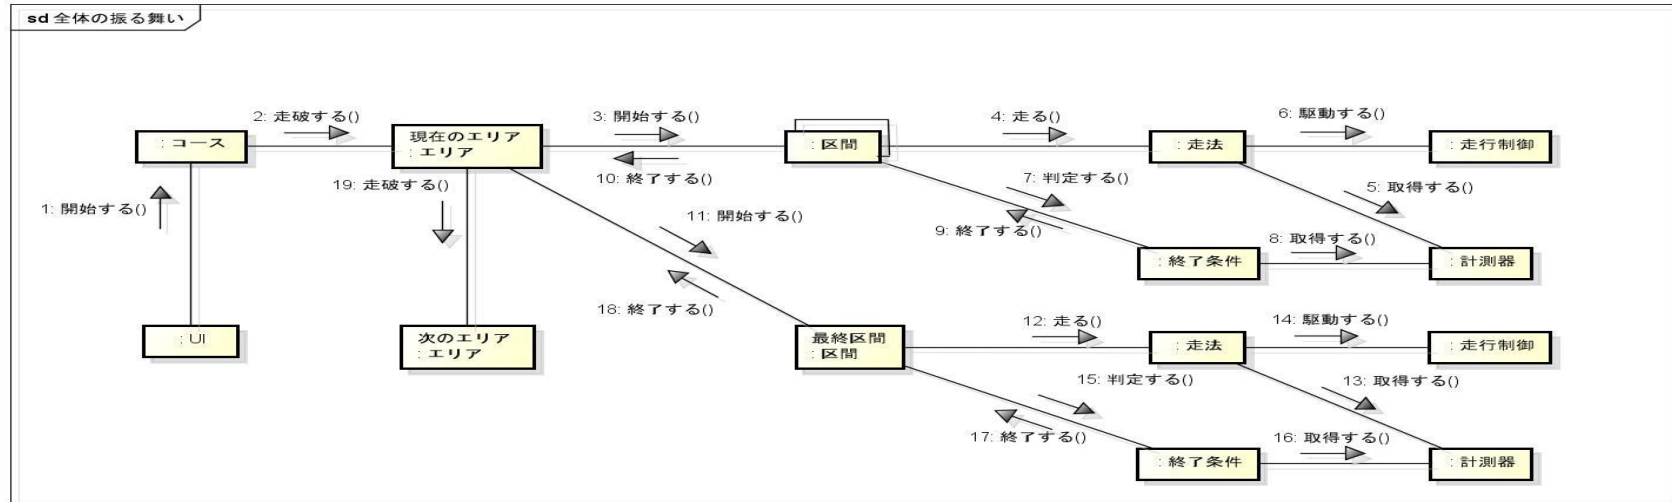 sd 全体の振る舞い
2: 走破する()
3: 開始する()
4: 走る()
6: 駆動する()
: コース
現在のエリア
: エリア
: 区間
: 走法
: 走行制御
10: 終了する()
19: 走破する()
7: 判定する()
5: 取得する()
1: 開始する()
11: 開始する()
9: 終了する()
8: 取得する()
: 終了条件
: 計測器
18: 終了する()
12: 走る()
14: 駆動する()
: UI
次のエリア
: エリア
最終区間
: 区間
: 走法
: 走行制御
15: 判定する()
13: 取得する()
17: 終了する()
16: 取得する()
: 終了条件
: 計測器